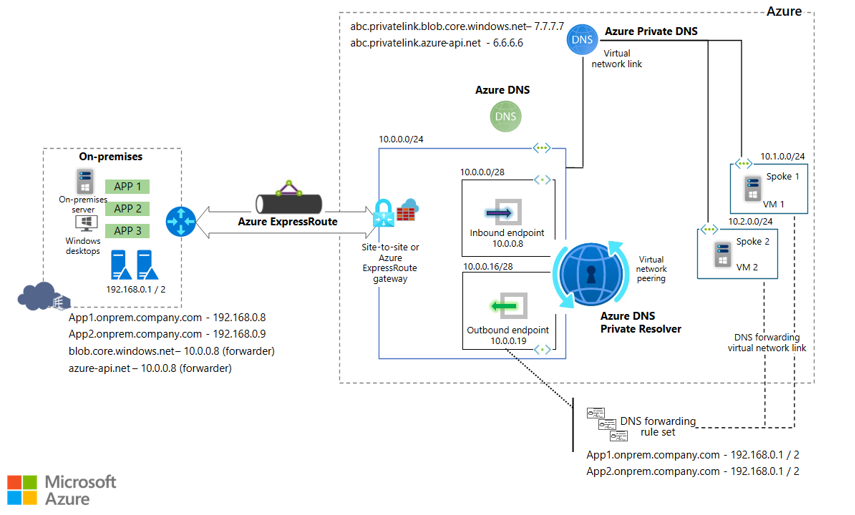 Azure
abc.privatelink.blob.core.windows.net– 7.7.7.7
abc.privatelink.azure-api.net - 6.6.6.6
DNS
Azure Private DNS
Virtual
network link
Azure DNS
DNS
10.0.0.0/24
On-premises
On-premises
server
APP 1
APP 2
APP 3
Windows
desktops
192.168.0.1 / 2
Azure ExpressRoute
Site-to-site or
Azure
ExpressRoute
gateway
10.0.0.0/28
Inbound endpoint
10.0.0.8
10.0.0.16/28
Outbound endpoint
10.0.0.19
Virtual
network
peering
Azure DNS
Private Resolver
10.1.0.0/24
Spoke 1
VM 1
10.2.0.0/24
Spoke 2
VM 2
DNS forwarding
virtual network link
App1.onprem.company.com - 192.168.0.8
App2.onprem.company.com - 192.168.0.9
blob.core.windows.net– 10.0.0.8 (forwarder)
azure-api.net – 10.0.0.8 (forwarder)
DNS forwarding
rule set
App1.onprem.company.com - 192.168.0.1 / 2
App2.onprem.company.com - 192.168.0.1 / 2
Microsoft
Azure